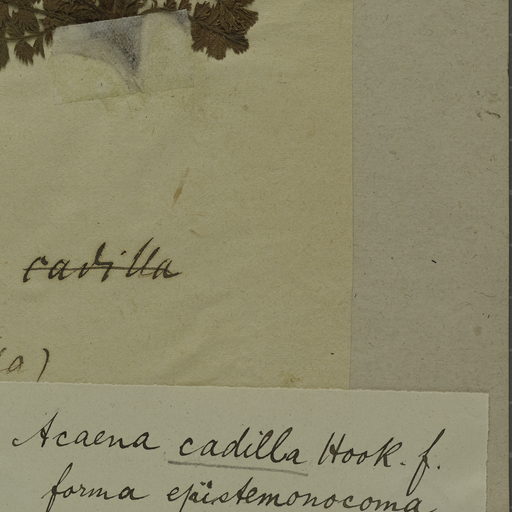 cadilla
(a)
Acaena cadilla Hook. f.
forma epistemonocoma